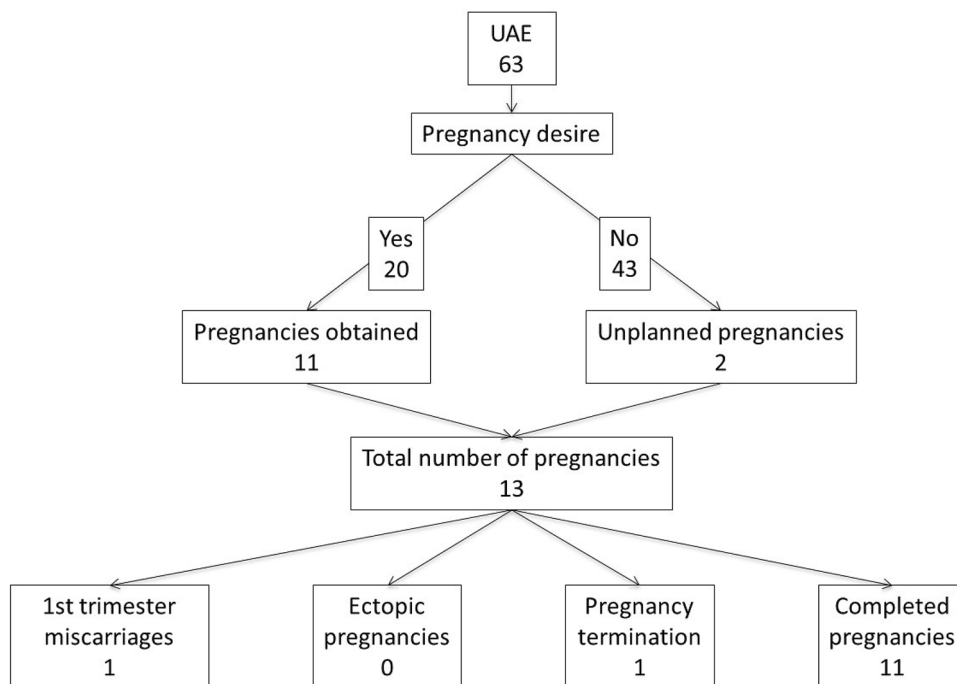 UAE
63
Pregnancy desire
Yes
20
No
43
Pregnancies obtained
11
Unplanned pregnancies
2
Total number of pregnancies
13
1st trimester
miscarriages
1
Ectopic
pregnancies
0
Pregnancy
termination
1
Completed
pregnancies
11